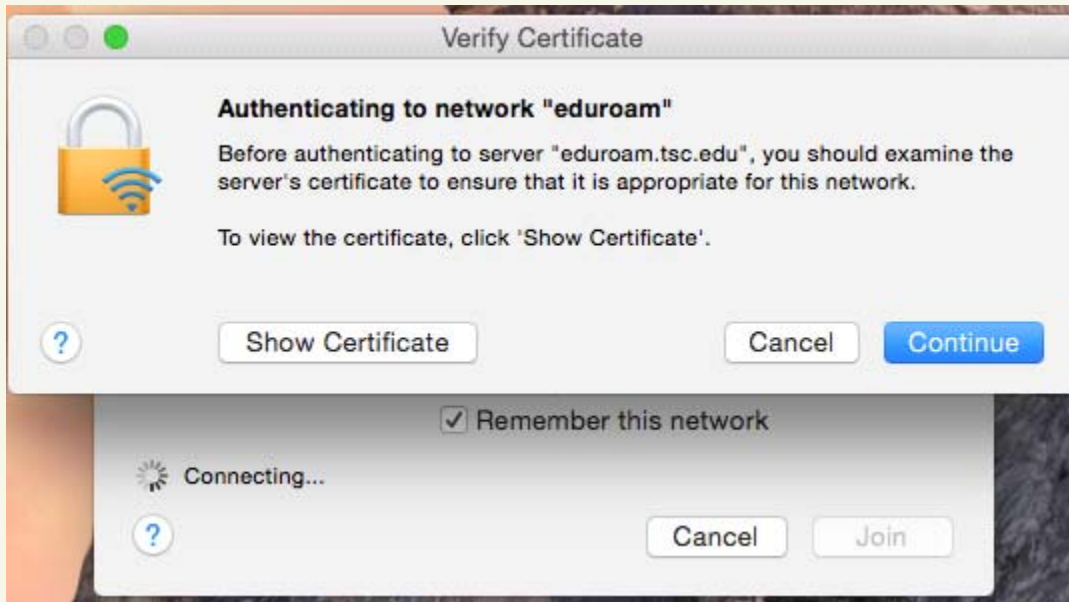 Verify Certificate
Authenticating to network "eduroam"
Before authenticating to server "eduroam.tsc.edu", you should examine the
server's certificate to ensure that it is appropriate for this network.
To view the certificate, click 'Show Certificate'.
?
Show Certificate
Cancel
Continue
Remember this network
Connecting...
?
Cancel
Join